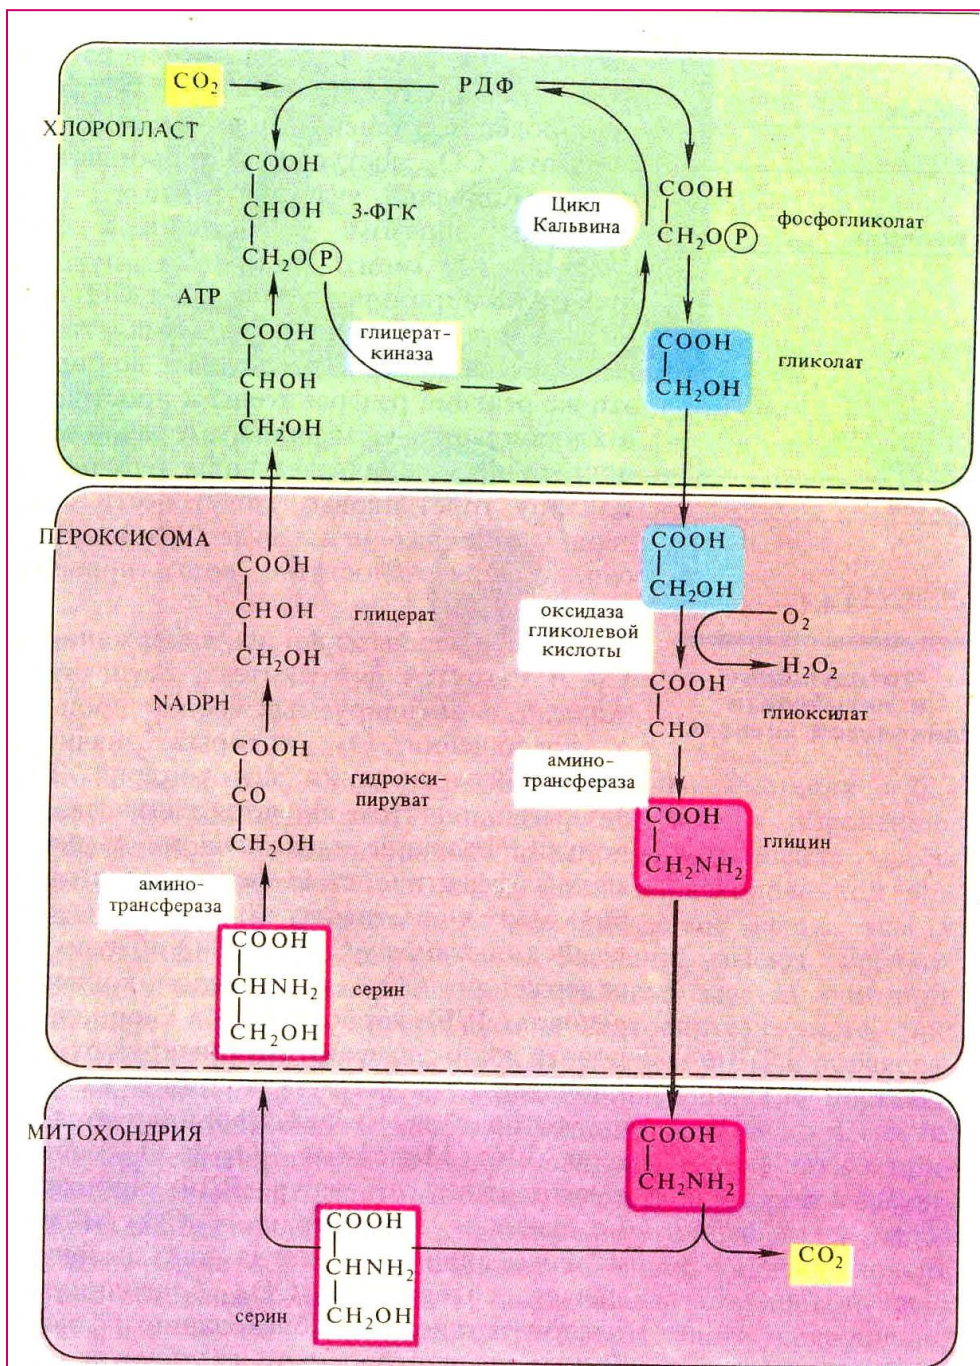 CO₂
РДФ
ХЛОРОПЛАСТ
COOH
CHOH
CH₂O(P)
3-ФГК
Цикл
Кальвина
COOH
CH₂O(P)
фосфогликолат
ATP
глицерат-
киназа
COOH
CHOH
CH₂OH
COOH
CH₂OH
гликолат
ПЕРОКСИСОМА
COOH
CHOH
CH₂OH
глицерат
COOH
CH₂OH
оксидаза
гликолевой
кислоты
O₂
H₂O₂
NADPH
COOH
CHO
глиоксилат
COOH
CO
CH₂OH
гидрокси-
пируват
амино-
трансфераза
COOH
CH₂NH₂
глицин
амино-
трансфераза
COOH
CHNH₂
CH₂OH
серин
МИТОХОНДРИЯ
COOH
CH₂NH₂
COOH
CHNH₂
CH₂OH
серин
CO₂